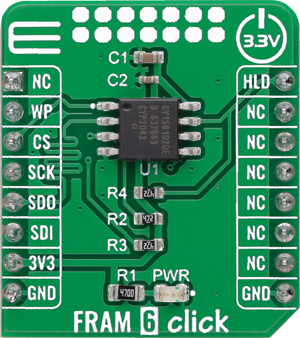 3.3V
C1
C2
NC
WP
CS
SCK
SDO
SDI
3V3
GND
HLD
NC
NC
NC
NC
NC
NC
GND
U1
R4
R2
R3
R1
PWR
4700
FRAM 6 click